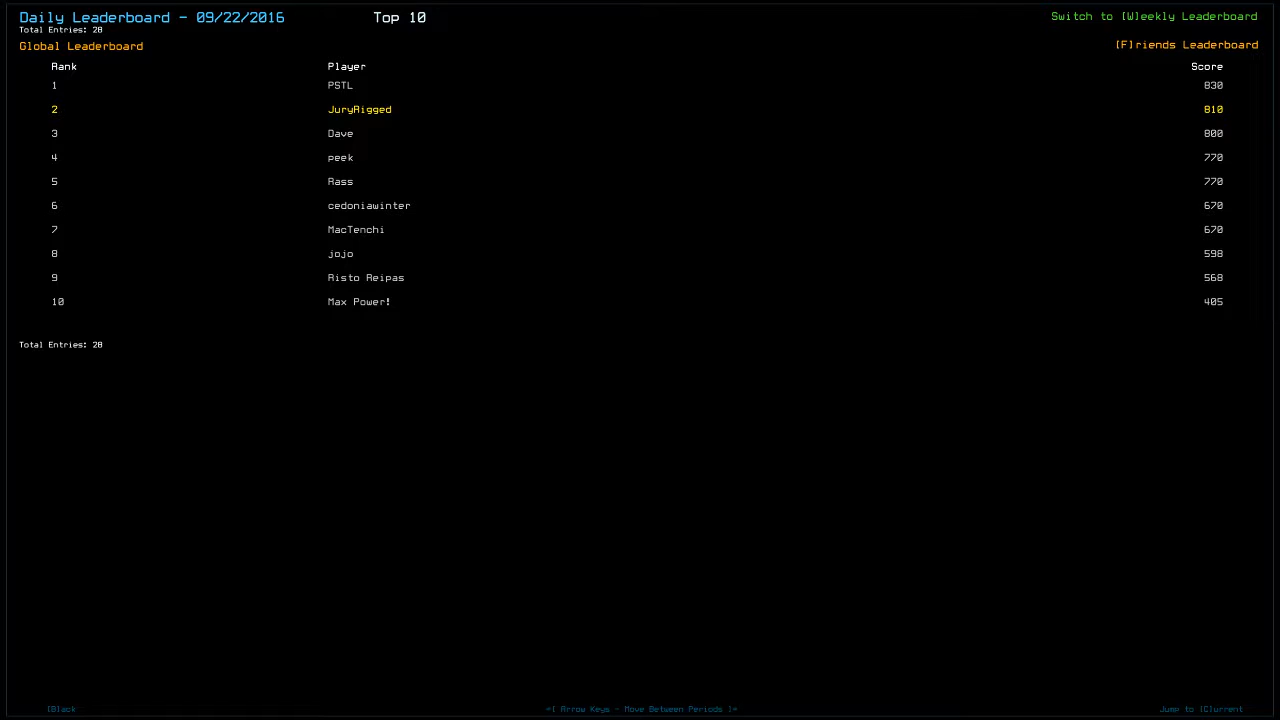 Daily Leaderboard - 09/22/2016 Top 10 Switch to [W]eekly Leaderboard
Total Entries: 20
Global Leaderboard [F]riends Leaderboard
Rank Player Score
1 PSTL 830
2 JuryRigged 810
3 Dave 800
4 peek 770
5 Rass 770
6 cedoniawinter 670
7 MacTenchi 670
8 jojo 598
9 Risto Reipas 568
10 Max Power! 405
Total Entries: 20
[B]ack =[ Arrow Keys - Move Between Periods ]= Jump to [C]urrent